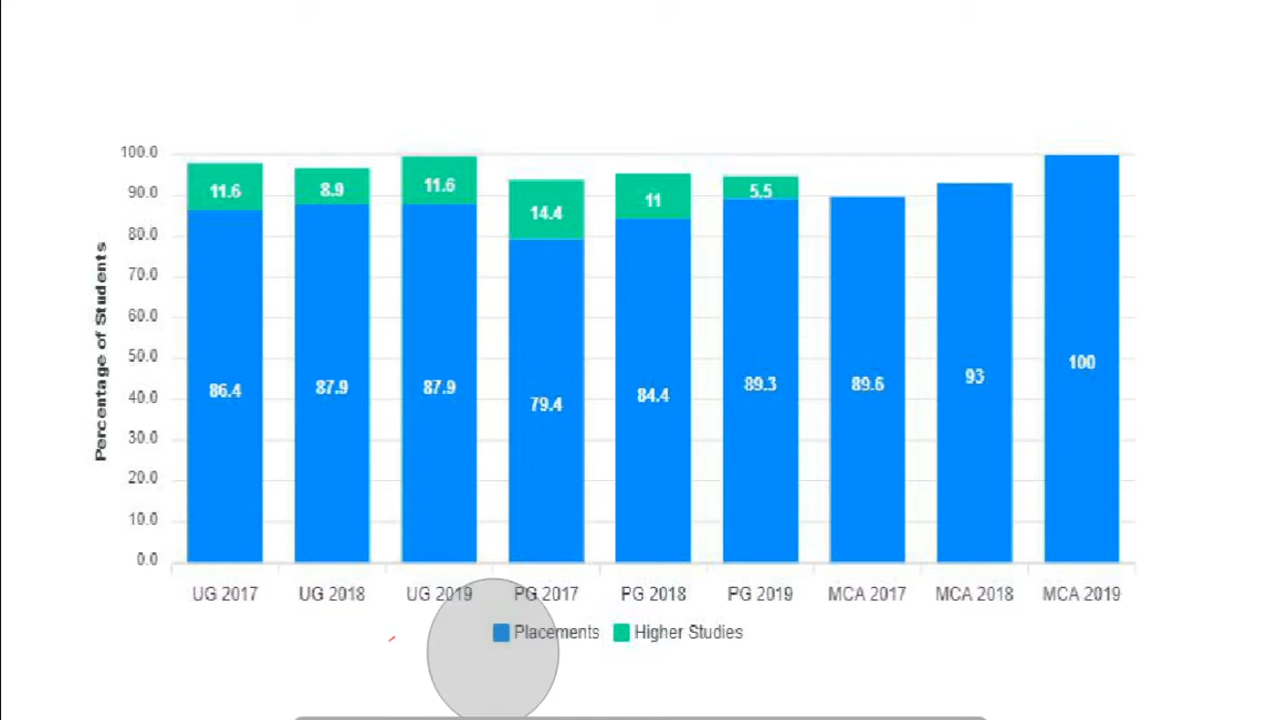 100.0
90.0
80.0
70.0
60.0
50.0
40.0
30.0
20.0
10.0
0.0
Percentage of Students
11.6 8.9 11.6 14.4 11 5.5
86.4 87.9 87.9 79.4 84.4 89.3 89.6 93 100
UG 2017 UG 2018 UG 2019 PG 2017 PG 2018 PG 2019 MCA 2017 MCA 2018 MCA 2019
Placements Higher Studies